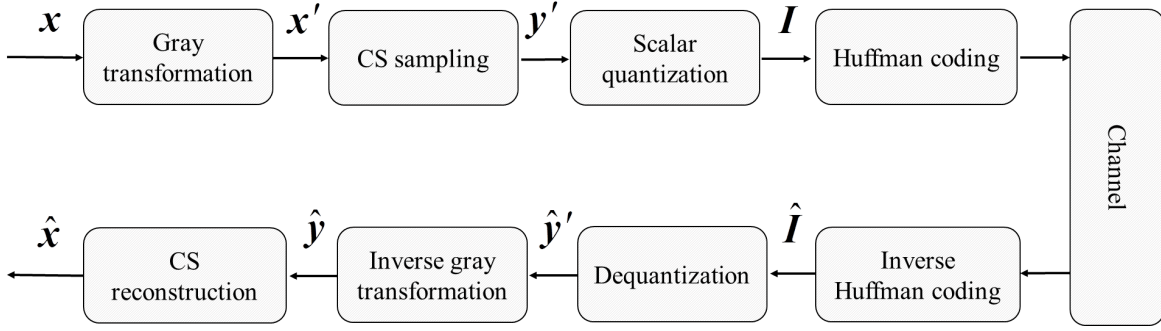 x
Gray
transformation
x′
CS sampling
y′
Scalar
quantization
I
Huffman coding
Channel
x̂
CS
reconstruction
ŷ
Inverse gray
transformation
ŷ′
Dequantization
Î
Inverse
Huffman coding